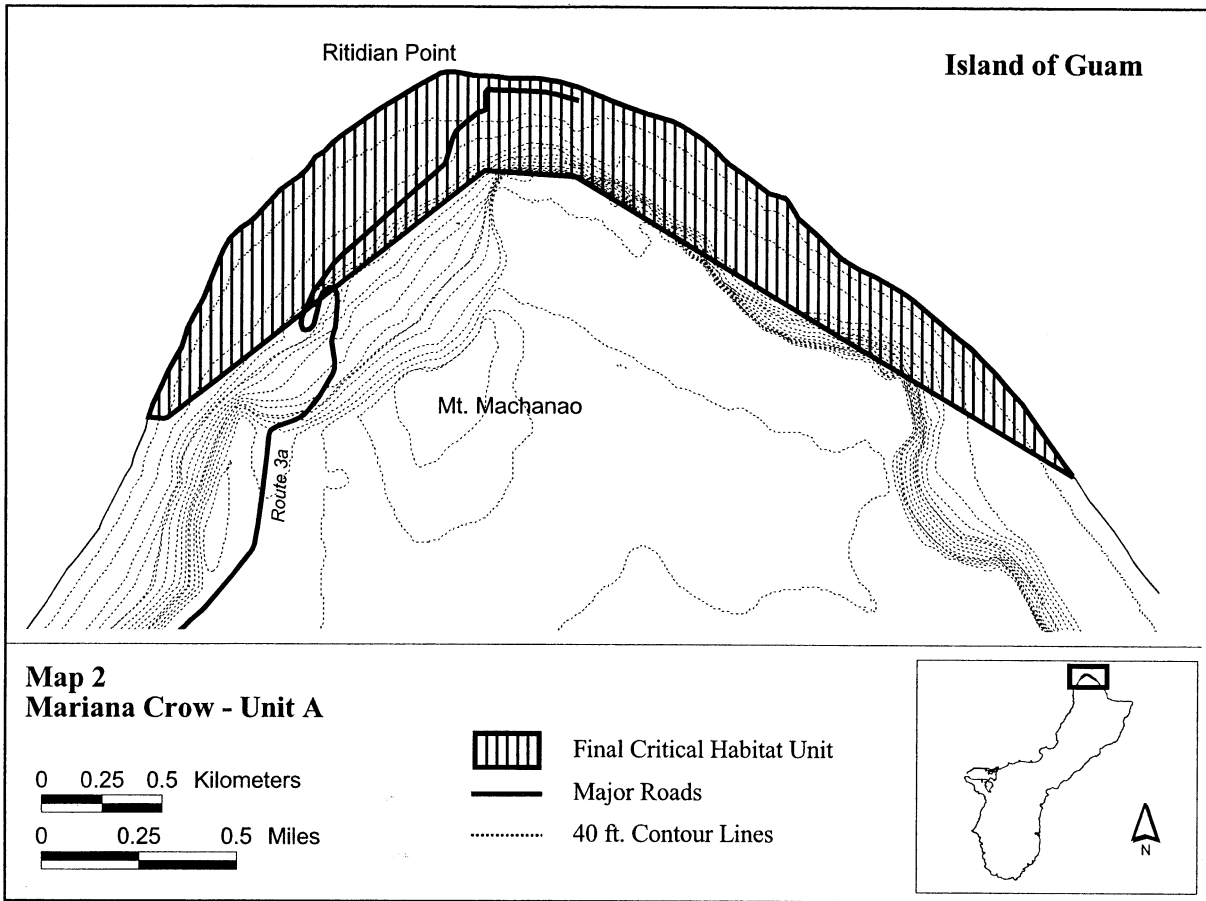 Ritidian Point
Island of Guam
Mt. Machanao
Route 3a
Map 2
Mariana Crow - Unit A
0 0.25 0.5 Kilometers
0 0.25 0.5 Miles
Final Critical Habitat Unit
Major Roads
40 ft. Contour Lines
N